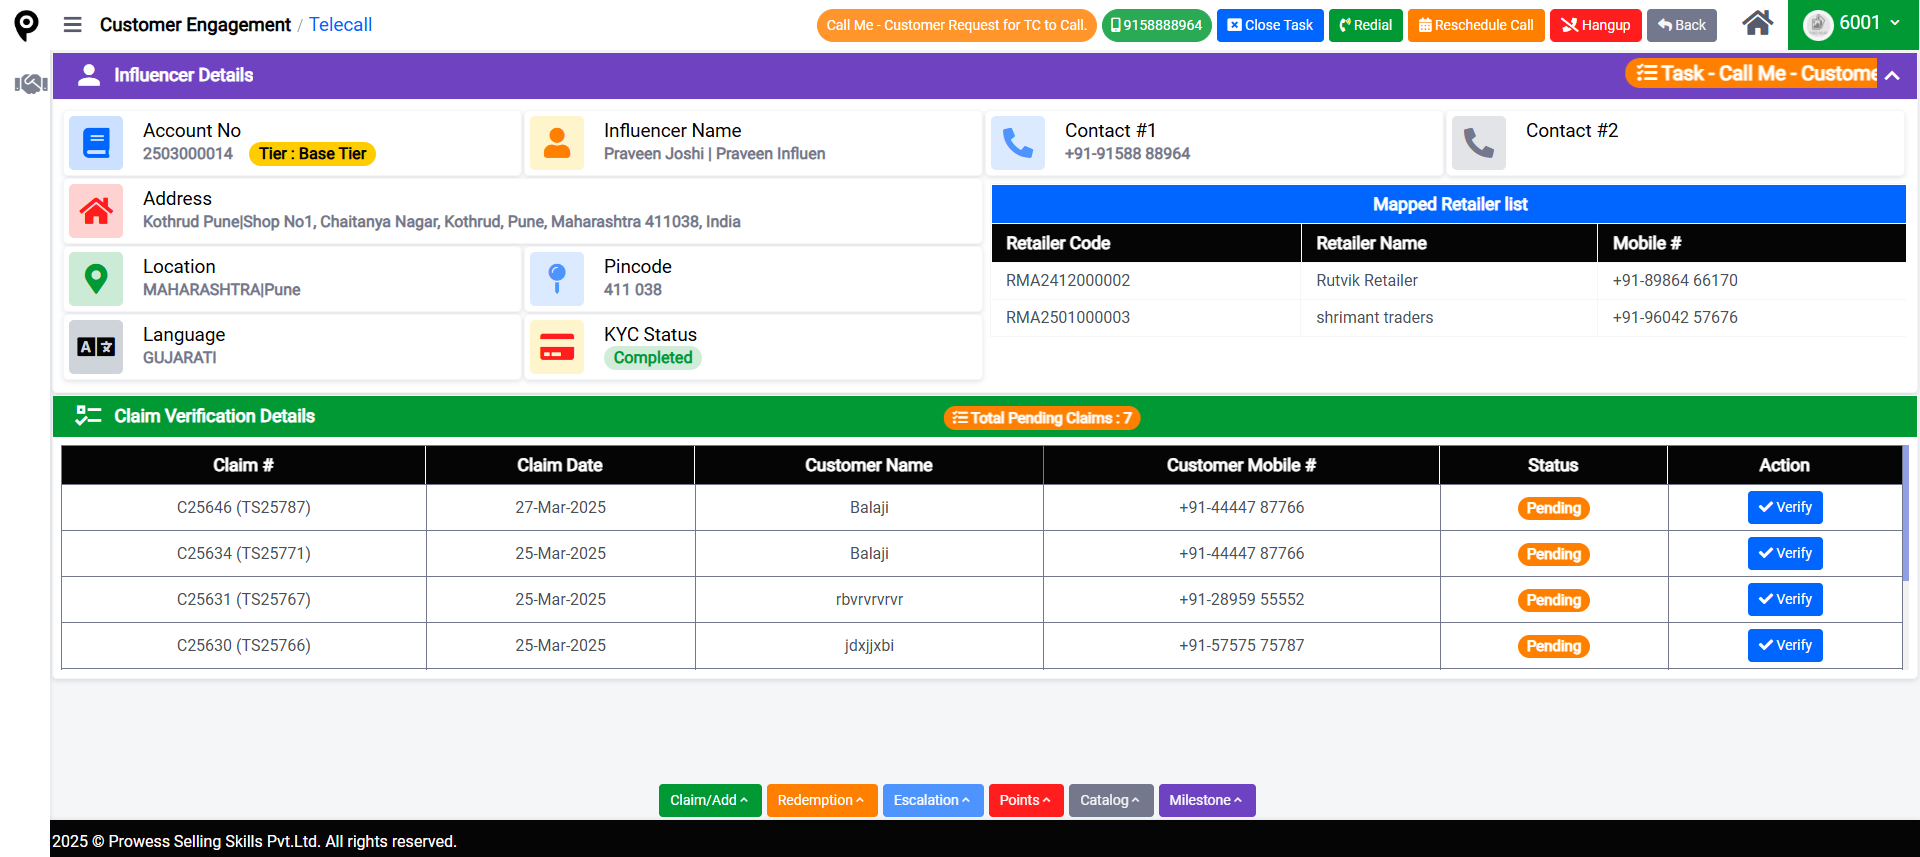 Customer Engagement / Telecall
Call Me - Customer Request for TC to Call.
9158888964
Close Task
Redial
Reschedule Call
Hangup
Back
6001
Influencer Details
Task - Call Me - Custome
Account No
2503000014 Tier : Base Tier
Influencer Name
Praveen Joshi | Praveen Influen
Contact #1
+91-91588 88964
Contact #2
Address
Kothrud Pune|Shop No1, Chaitanya Nagar, Kothrud, Pune, Maharashtra 411038, India
Location
MAHARASHTRA|Pune
Pincode
411 038
Language
GUJARATI
KYC Status
Completed
Mapped Retailer list
Retailer Code Retailer Name Mobile #
RMA2412000002 Rutvik Retailer +91-89864 66170
RMA2501000003 shrimant traders +91-96042 57676
Claim Verification Details
Total Pending Claims : 7
Claim # Claim Date Customer Name Customer Mobile # Status Action
C25646 (TS25787) 27-Mar-2025 Balaji +91-44447 87766 Pending Verify
C25634 (TS25771) 25-Mar-2025 Balaji +91-44447 87766 Pending Verify
C25631 (TS25767) 25-Mar-2025 rbvrvrvrvr +91-28959 55552 Pending Verify
C25630 (TS25766) 25-Mar-2025 jdxjjxbi +91-57575 75787 Pending Verify
Claim/Add
Redemption
Escalation
Points
Catalog
Milestone
2025 © Prowess Selling Skills Pvt.Ltd. All rights reserved.